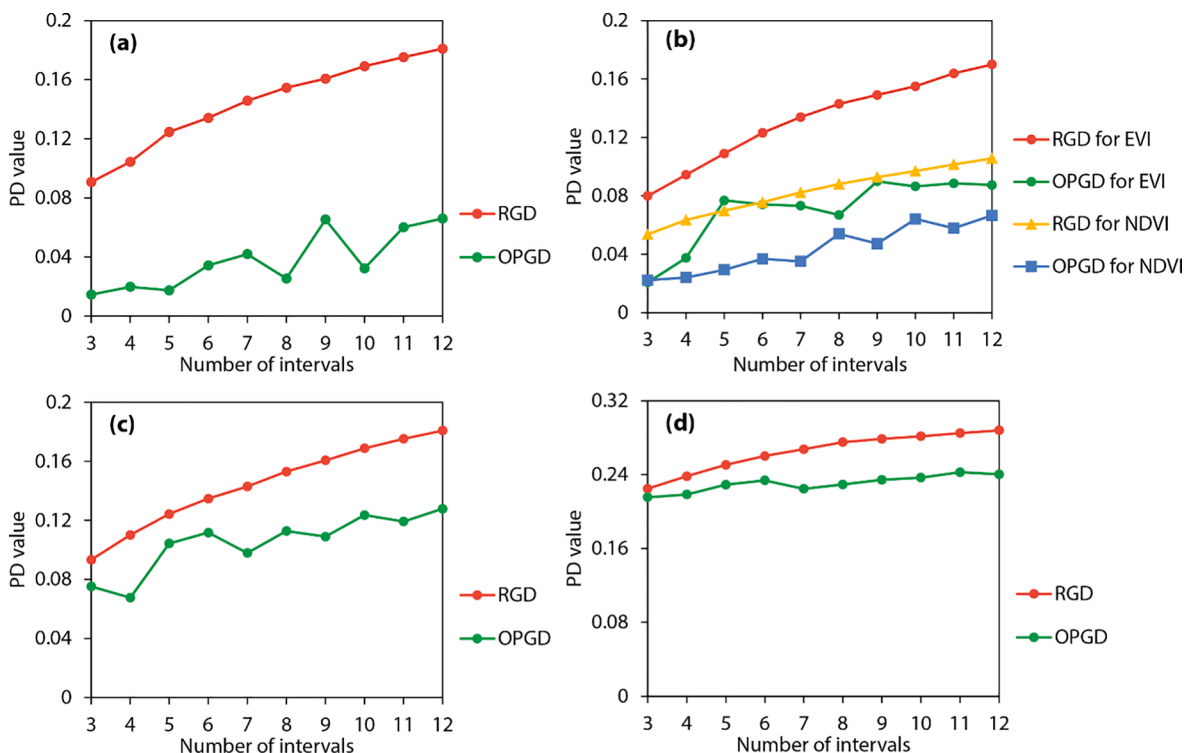 (a)
PD value
0.2
0.16
0.12
0.08
0.04
0
3 4 5 6 7 8 9 10 11 12
Number of intervals
RGD
OPGD
(b)
PD value
0.2
0.16
0.12
0.08
0.04
0
3 4 5 6 7 8 9 10 11 12
Number of intervals
RGD for EVI
OPGD for EVI
RGD for NDVI
OPGD for NDVI
(c)
PD value
0.2
0.16
0.12
0.08
0.04
0
3 4 5 6 7 8 9 10 11 12
Number of intervals
RGD
OPGD
(d)
PD value
0.32
0.24
0.16
0.08
0
3 4 5 6 7 8 9 10 11 12
Number of intervals
RGD
OPGD